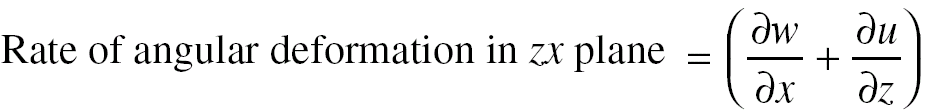 Rate of angular deformation in zx plane = (∂w/∂x + ∂u/∂z)